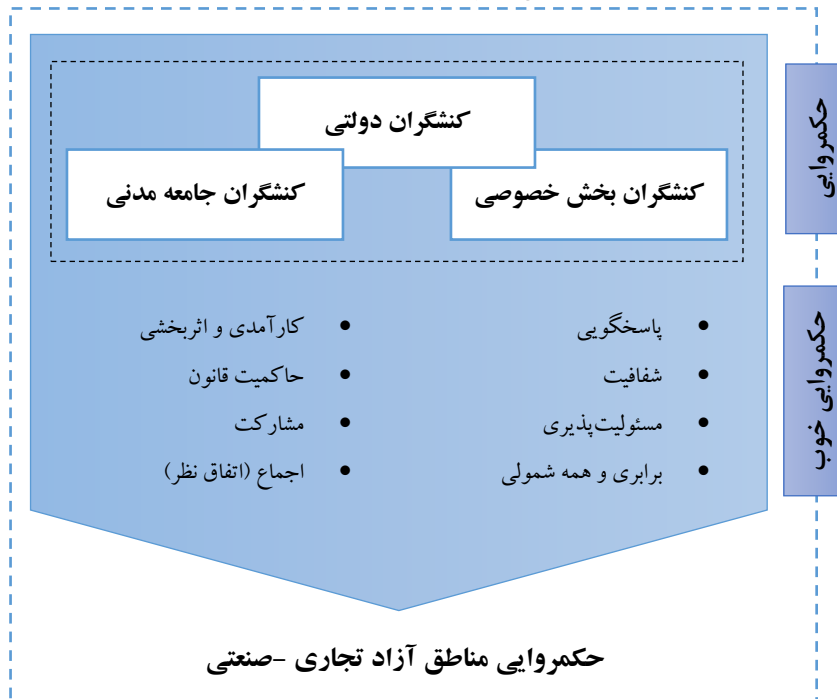 کنشگران دولتی
کنشگران بخش خصوصی
کنشگران جامعه مدنی
حکمروایی
• پاسخگویی
• شفافیت
• مسئولیت‌پذیری
• برابری و همه شمولی
• کارآمدی و اثربخشی
• حاکمیت قانون
• مشارکت
• اجماع (اتفاق نظر)
حکمروایی خوب
حکمروایی مناطق آزاد تجاری -صنعتی